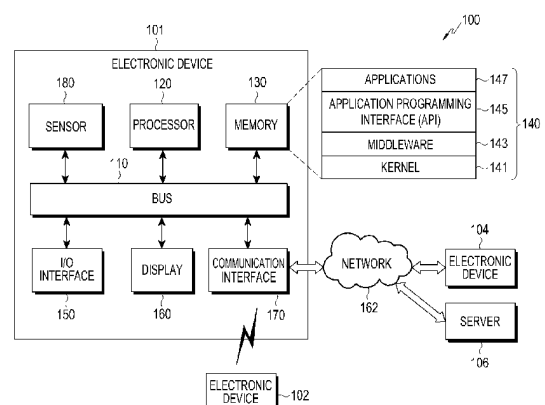 100
101
ELECTRONIC DEVICE
180
120
130
SENSOR
PROCESSOR
MEMORY
APPLICATIONS
147
APPLICATION PROGRAMMING
INTERFACE (API)
145
140
MIDDLEWARE
143
KERNEL
141
110
BUS
I/O
INTERFACE
DISPLAY
COMMUNICATION
INTERFACE
150
160
170
NETWORK
162
104
ELECTRONIC
DEVICE
SERVER
106
ELECTRONIC
DEVICE
102